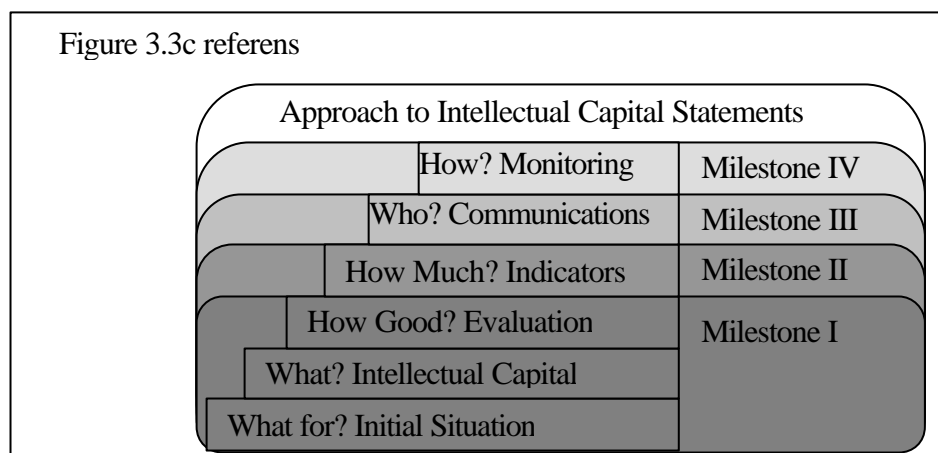 Figure 3.3c referens
Approach to Intellectual Capital Statements
How? Monitoring Milestone IV
Who? Communications Milestone III
How Much? Indicators Milestone II
How Good? Evaluation Milestone I
What? Intellectual Capital
What for? Initial Situation